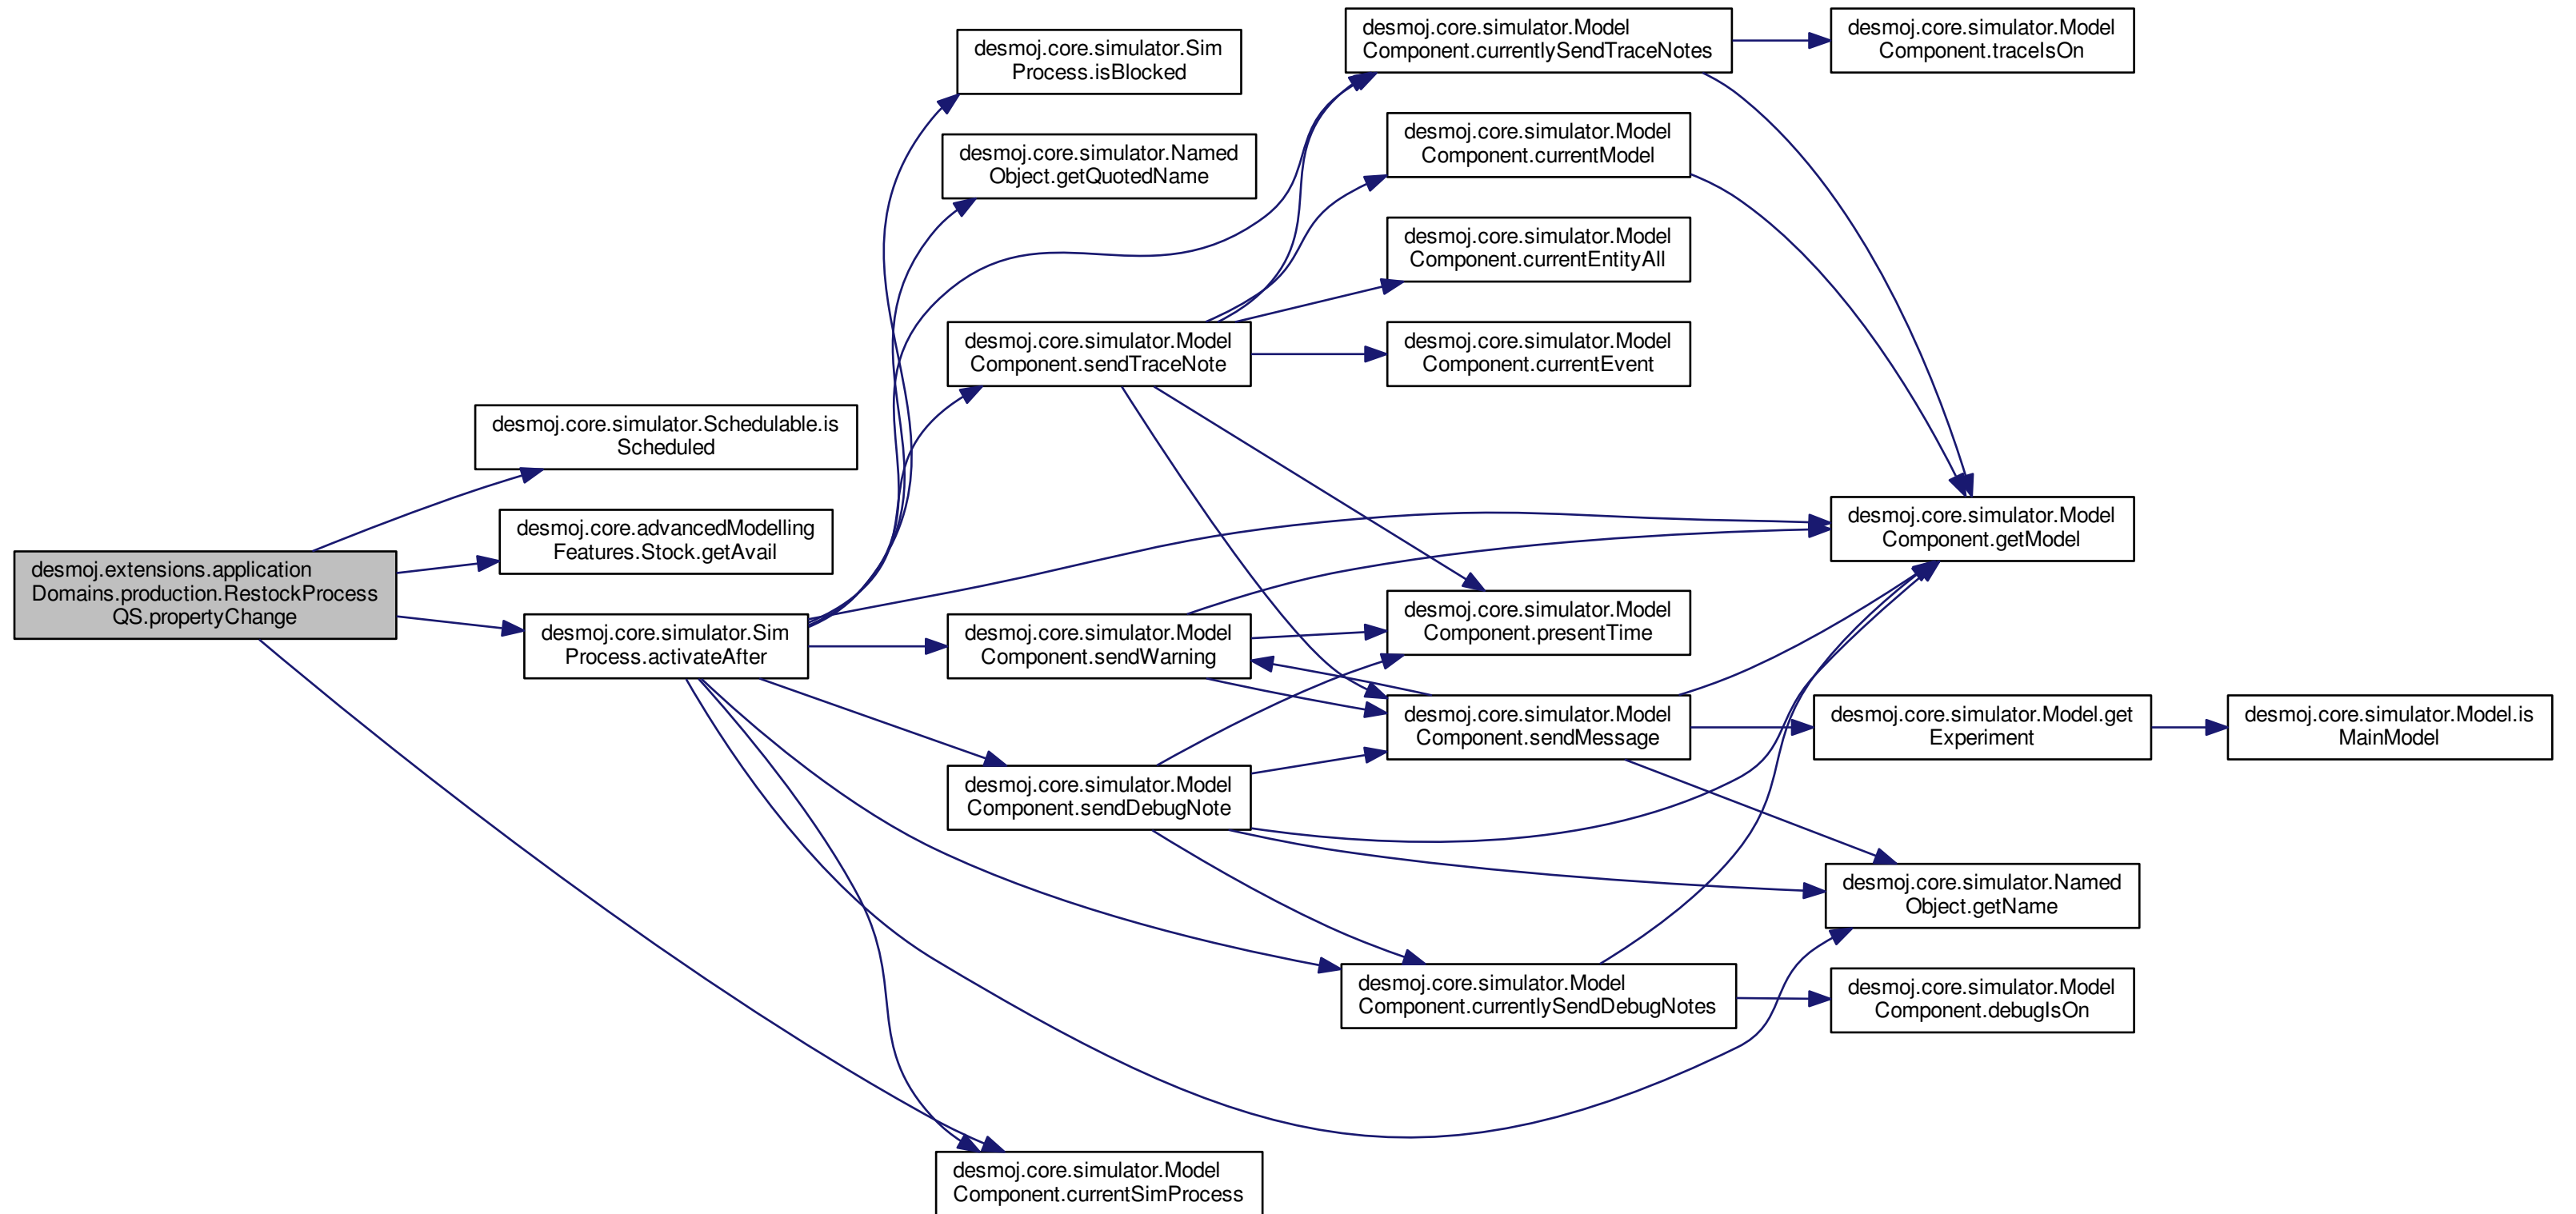 desmoj.extensions.application
Domains.production.RestockProcess
QS.propertyChange
desmoj.core.simulator.Schedulable.is
Scheduled
desmoj.core.advancedModelling
Features.Stock.getAvail
desmoj.core.simulator.Sim
Process.activateAfter
desmoj.core.simulator.Sim
Process.isBlocked
desmoj.core.simulator.Named
Object.getQuotedName
desmoj.core.simulator.Model
Component.sendTraceNote
desmoj.core.simulator.Model
Component.sendWarning
desmoj.core.simulator.Model
Component.sendDebugNote
desmoj.core.simulator.Model
Component.currentSimProcess
desmoj.core.simulator.Model
Component.currentlySendTraceNotes
desmoj.core.simulator.Model
Component.currentModel
desmoj.core.simulator.Model
Component.currentEntityAll
desmoj.core.simulator.Model
Component.currentEvent
desmoj.core.simulator.Model
Component.presentTime
desmoj.core.simulator.Model
Component.sendMessage
desmoj.core.simulator.Model
Component.currentlySendDebugNotes
desmoj.core.simulator.Model
Component.traceIsOn
desmoj.core.simulator.Model
Component.getModel
desmoj.core.simulator.Model.get
Experiment
desmoj.core.simulator.Named
Object.getName
desmoj.core.simulator.Model
Component.debugIsOn
desmoj.core.simulator.Model.is
MainModel